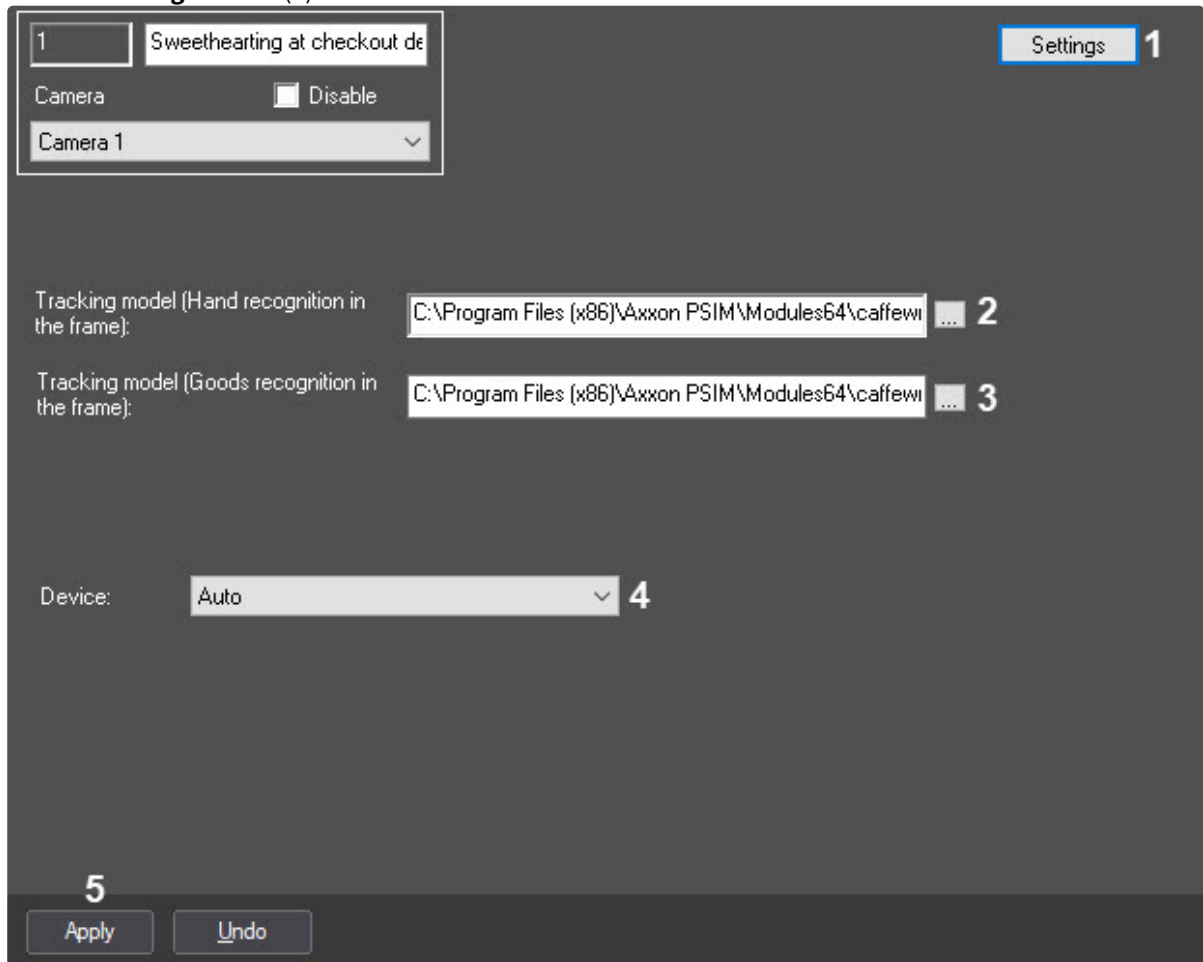 1
Sweethearting at checkout de
Settings 1
Camera
Disable
Camera 1
Tracking model (Hand recognition in
the frame):
C:\Program Files (x86)\Axxon PSIM\Modules64\caffew
... 2
Tracking model (Goods recognition in
the frame):
C:\Program Files (x86)\Axxon PSIM\Modules64\caffew
... 3
Device:
Auto
4
5
Apply
Undo